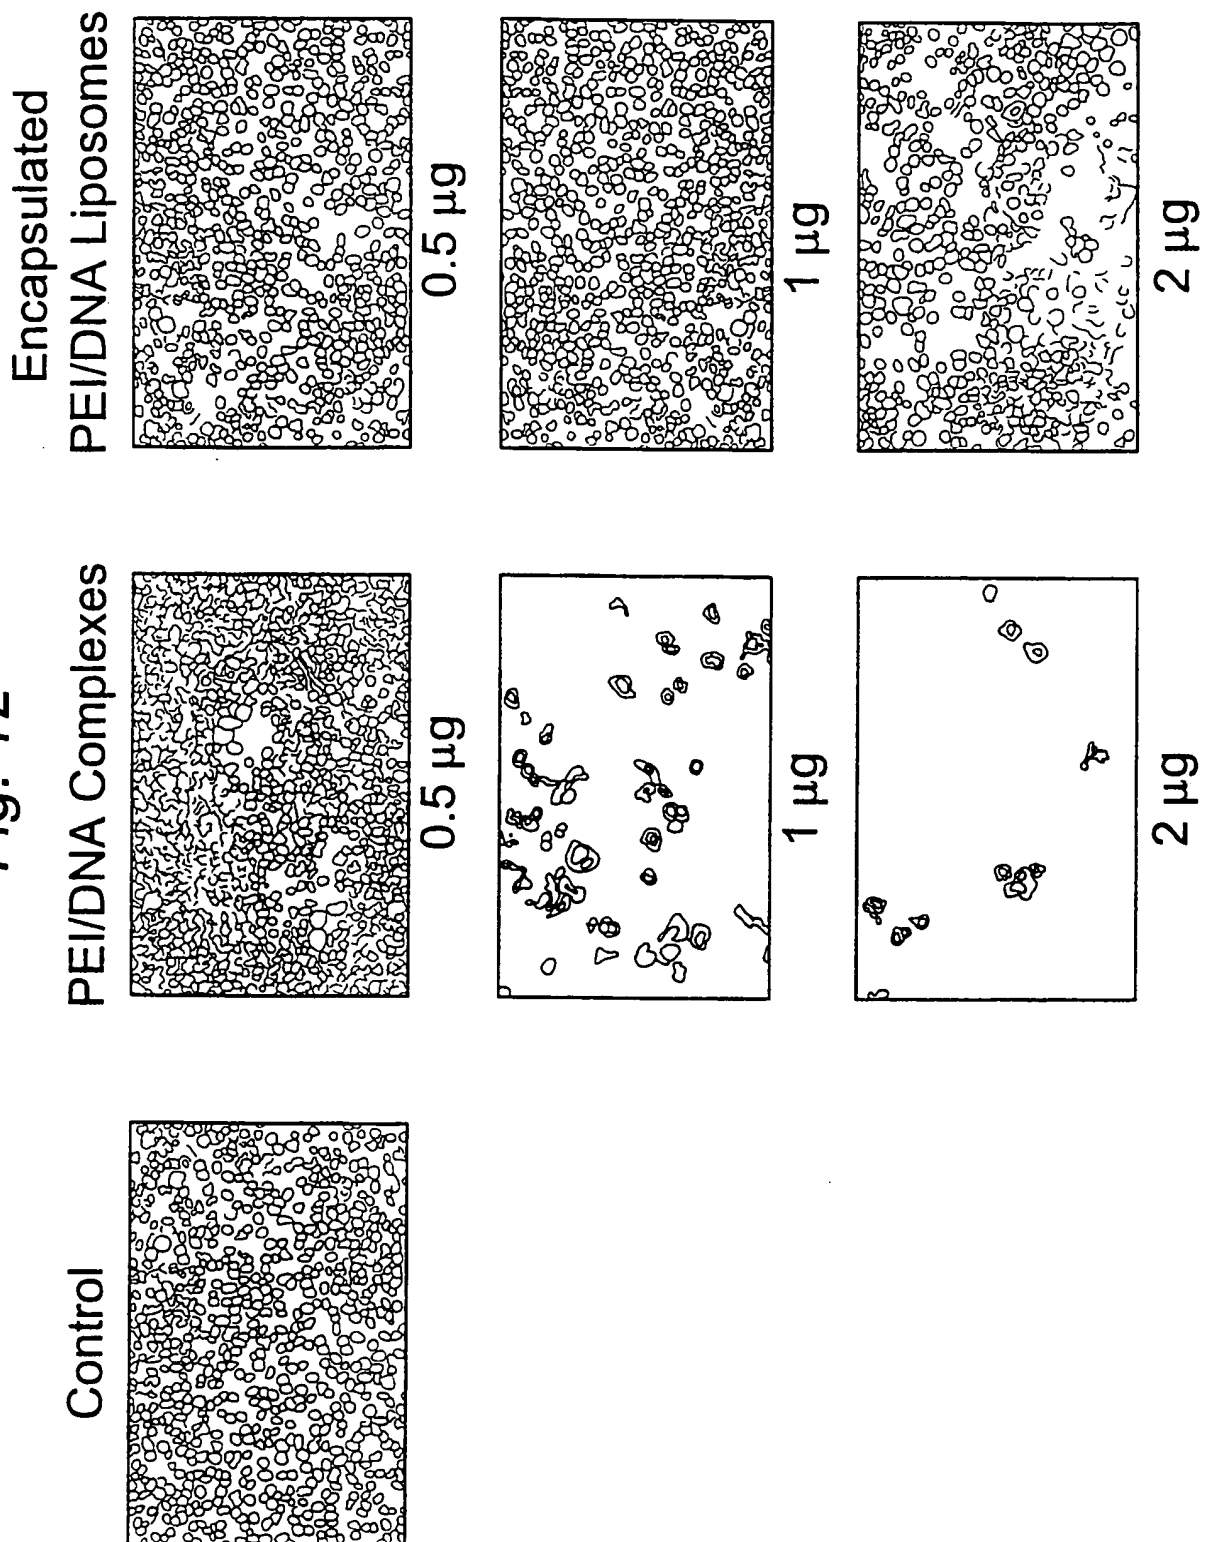 Fig. 12
Encapsulated
Control PEI/DNA Complexes PEI/DNA Liposomes
0.5 µg 0.5 µg
1 µg 1 µg
2 µg 2 µg